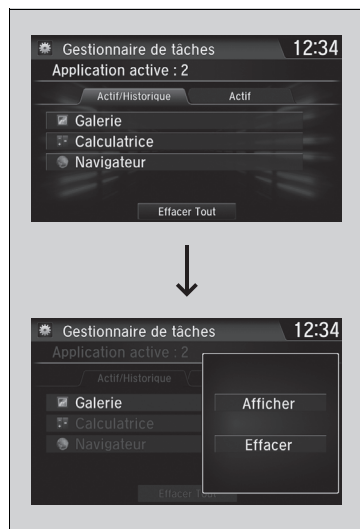 Gestionnaire de tâches 12:34
Application active : 2
Actif/Historique Actif
Galerie
Calculatrice
Navigateur
Effacer Tout
Gestionnaire de tâches 12:34
Application active : 2
Actif/Historique
Galerie Afficher
Calculatrice
Navigateur Effacer
Effacer Tout